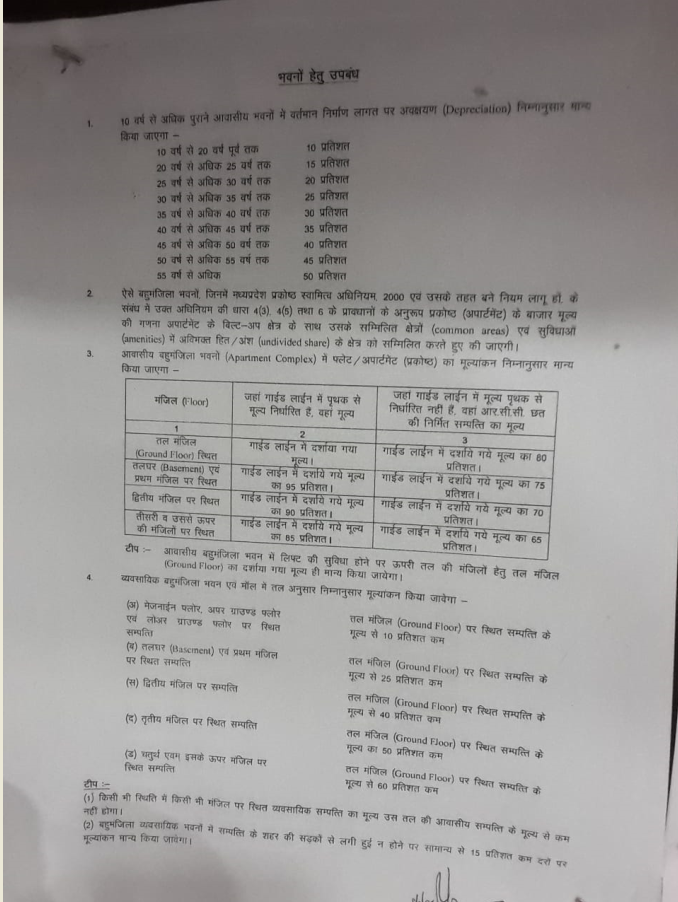 भवनों हेतु उपबंध
1. 10 वर्ष से अधिक पुराने आवासीय भवनों में वर्तमान निर्माण लागत पर अवक्षयण (Depreciation) निम्नानुसार मान्य
किया जाएगा –
10 वर्ष से 20 वर्ष पूर्व तक 10 प्रतिशत
20 वर्ष से अधिक 25 वर्ष तक 15 प्रतिशत
25 वर्ष से अधिक 30 वर्ष तक 20 प्रतिशत
30 वर्ष से अधिक 35 वर्ष तक 25 प्रतिशत
35 वर्ष से अधिक 40 वर्ष तक 30 प्रतिशत
40 वर्ष से अधिक 45 वर्ष तक 35 प्रतिशत
45 वर्ष से अधिक 50 वर्ष तक 40 प्रतिशत
50 वर्ष से अधिक 55 वर्ष तक 45 प्रतिशत
55 वर्ष से अधिक 50 प्रतिशत
2. ऐसे बहुमंजिला भवनों, जिनमें मध्यप्रदेश प्रकोष्ठ स्वामित्व अधिनियम, 2000 एवं उसके तहत बने नियम लागू हों, के
संबंध में उक्त अधिनियम की धारा 4(3), 4(5) तथा 6 के प्रावधानों के अनुरूप प्रकोष्ठ (अपार्टमेंट) के बाजार मूल्य
की गणना अपार्टमेंट के बिल्ट-अप क्षेत्र के साथ उसके सम्मिलित क्षेत्रों (common areas) एवं सुविधाओं
(amenities) में अविभक्त हित/अंश (undivided share) के क्षेत्र को सम्मिलित करते हुए की जाएगी।
3. आवासीय बहुमंजिला भवनों (Apartment Complex) में फ्लेट/अपार्टमेंट (प्रकोष्ठ) का मूल्यांकन निम्नानुसार मान्य
किया जाएगा –
मंजिल (Floor)
जहां गाईड लाईन में पृथक से
मूल्य निर्धारित है, वहां मूल्य
जहां गाईड लाईन में मूल्य पृथक से
निर्धारित नहीं है, वहां आर.सी.सी. छत
की निर्मित सम्पत्ति का मूल्य
1 2 3
तल मंजिल
(Ground Floor) स्थित
गाईड लाईन में दर्शाया गया
मूल्य।
गाईड लाईन में दर्शाये गये मूल्य का 80
प्रतिशत।
तलघर (Basement) एवं
प्रथम मंजिल पर स्थित
गाईड लाईन में दर्शाये गये मूल्य
का 95 प्रतिशत।
गाईड लाईन में दर्शाये गये मूल्य का 75
प्रतिशत।
द्वितीय मंजिल पर स्थित
गाईड लाईन में दर्शाये गये मूल्य
का 90 प्रतिशत।
गाईड लाईन में दर्शाये गये मूल्य का 70
प्रतिशत।
तीसरी व उससे ऊपर
की मंजिलों पर स्थित
गाईड लाईन में दर्शाये गये मूल्य
का 85 प्रतिशत।
गाईड लाईन में दर्शाये गये मूल्य का 65
प्रतिशत।
टीप :– आवासीय बहुमंजिला भवन में लिफ्ट की सुविधा होने पर ऊपरी तल की मंजिलों हेतु तल मंजिल
(Ground Floor) का दर्शाया गया मूल्य ही मान्य किया जायेगा।
4. व्यवसायिक बहुमंजिला भवन एवं मॉल में तल अनुसार निम्नानुसार मूल्यांकन किया जावेगा –
(अ) मेजनाईन फ्लोर, अपर ग्राउण्ड फ्लोर
एवं लोअर ग्राउण्ड फ्लोर पर स्थित
सम्पत्ति
तल मंजिल (Ground Floor) पर स्थित सम्पत्ति के
मूल्य से 10 प्रतिशत कम
(ब) तलघर (Basement) एवं प्रथम मंजिल
पर स्थित सम्पत्ति
तल मंजिल (Ground Floor) पर स्थित सम्पत्ति के
मूल्य से 25 प्रतिशत कम
(स) द्वितीय मंजिल पर सम्पत्ति
तल मंजिल (Ground Floor) पर स्थित सम्पत्ति के
मूल्य से 40 प्रतिशत कम
(द) तृतीय मंजिल पर स्थित सम्पत्ति
तल मंजिल (Ground Floor) पर स्थित सम्पत्ति के
मूल्य का 50 प्रतिशत कम
(ड) चतुर्थ एवम् इसके ऊपर मंजिल पर
स्थित सम्पत्ति
तल मंजिल (Ground Floor) पर स्थित सम्पत्ति के
मूल्य से 60 प्रतिशत कम
टीप :–
(1) किसी भी स्थिति में किसी भी मंजिल पर स्थित व्यवसायिक सम्पत्ति का मूल्य उस तल की आवासीय सम्पत्ति के मूल्य से कम
नहीं होगा।
(2) बहुमंजिला व्यवसायिक भवनों में सम्पत्ति के शहर की सड़कों से लगी हुई न होने पर सामान्य से 15 प्रतिशत कम दरों पर
मूल्यांकन मान्य किया जावेगा।